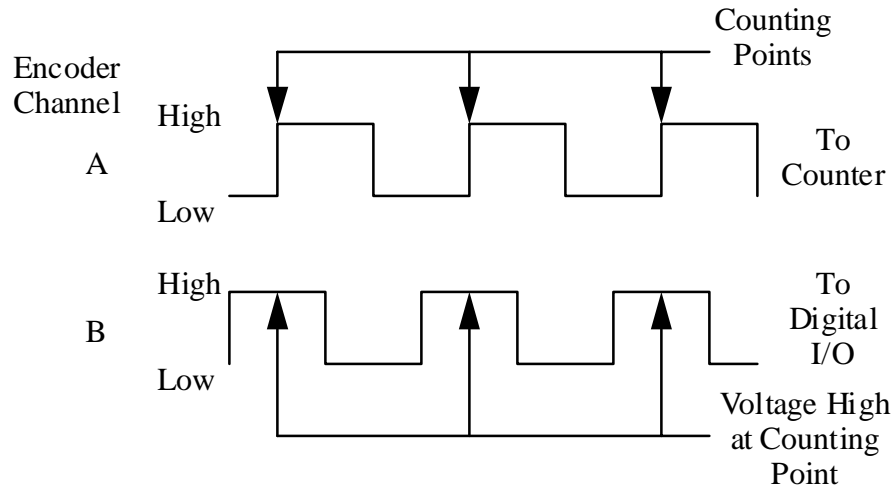 Counting
Points
Encoder
Channel
High
A
To
Counter
Low
High
To
Digital
I/O
B
Low
Voltage High
at Counting
Point